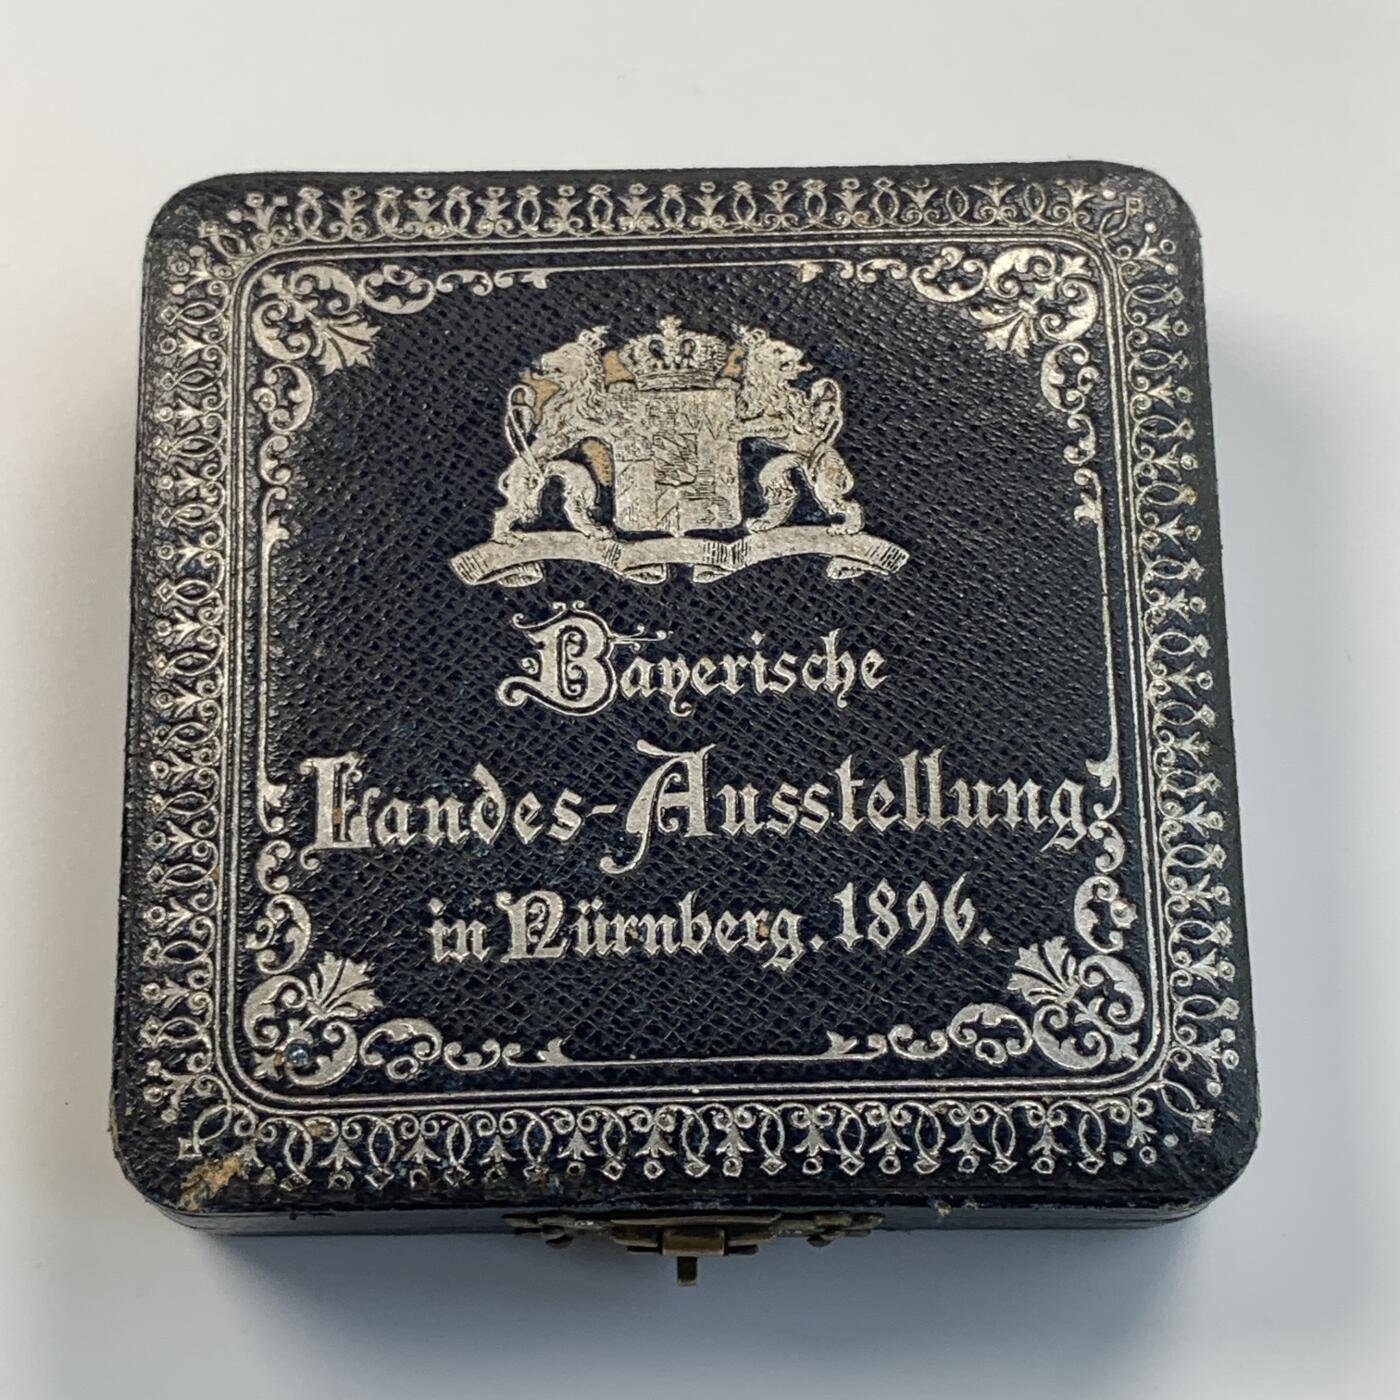 Bayerische
Landes-Ausstellung
in Nürnberg. 1896.